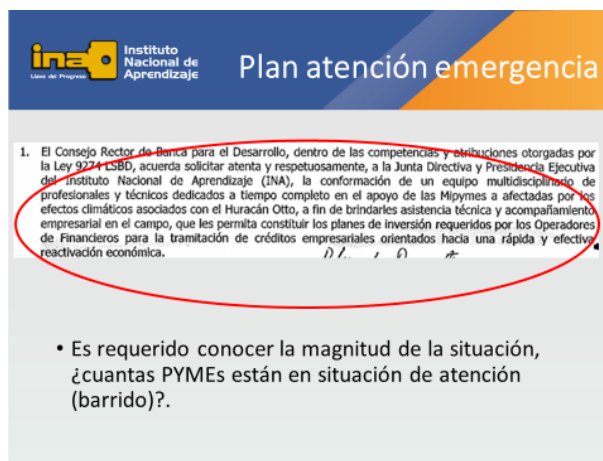 ina
Llave del Progreso
Instituto
Nacional de
Aprendizaje
Plan atención emergencia
1. El Consejo Rector de Banca para el Desarrollo, dentro de las competencias y atribuciones otorgadas por
la Ley 9274 LSBD, acuerda solicitar atenta y respetuosamente, a la Junta Directiva y Presidencia Ejecutiva
del Instituto Nacional de Aprendizaje (INA), la conformación de un equipo multidisciplinario de
profesionales y técnicos dedicados a tiempo completo en el apoyo de las Mipymes a afectadas por los
efectos climáticos asociados con el Huracán Otto, a fin de brindarles asistencia técnica y acompañamiento
empresarial en el campo, que les permita constituir los planes de inversión requeridos por los Operadores
de Financieros para la tramitación de créditos empresariales orientados hacia una rápida y efectiva
reactivación económica.
• Es requerido conocer la magnitud de la situación,
¿cuantas PYMEs están en situación de atención
(barrido)?.